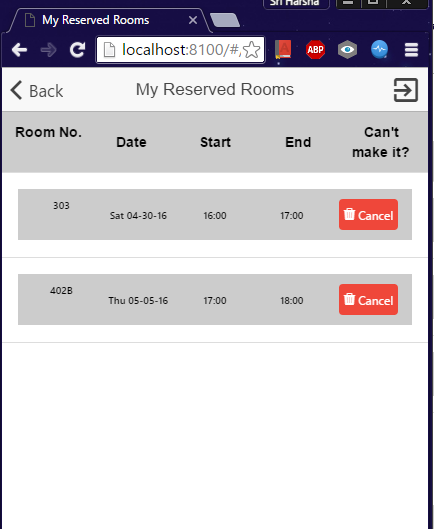 Sri Harsha
My Reserved Rooms
localhost:8100/#/
ABP
Back
My Reserved Rooms
Room No.
Date
Start
End
Can't
make it?
303
Sat 04-30-16
16:00
17:00
Cancel
402B
Thu 05-05-16
17:00
18:00
Cancel